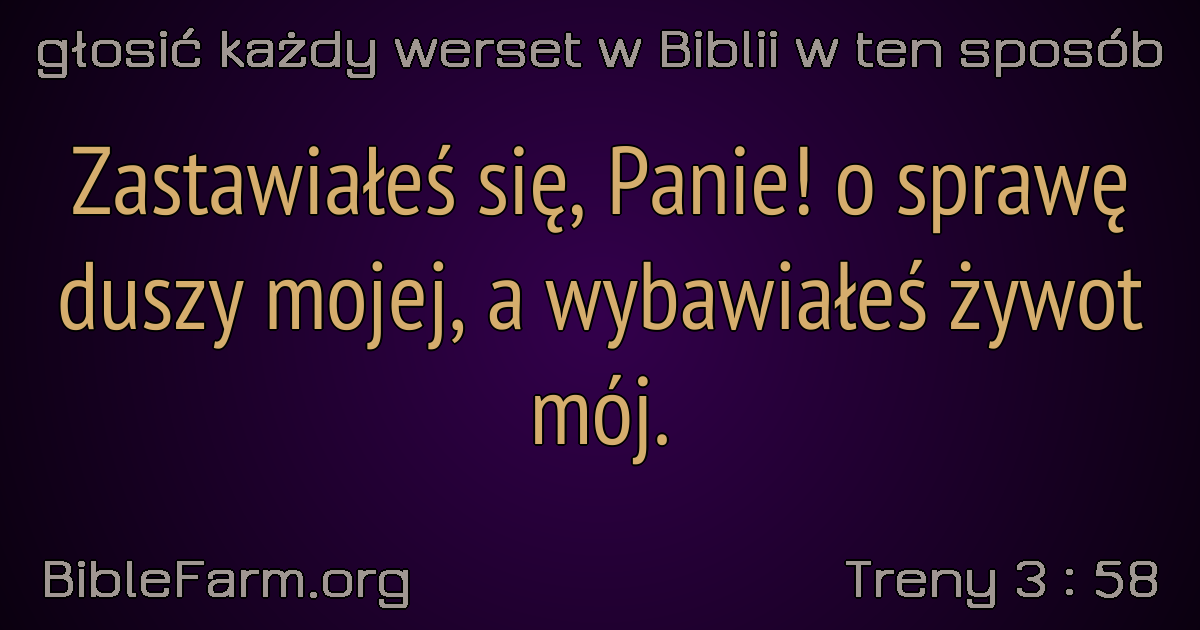 głosić każdy werset w Biblii w ten sposób
Zastawiałeś się, Panie! o sprawę
duszy mojej, a wybawiałeś żywot
mój.
BibleFarm.org
Treny 3 : 58